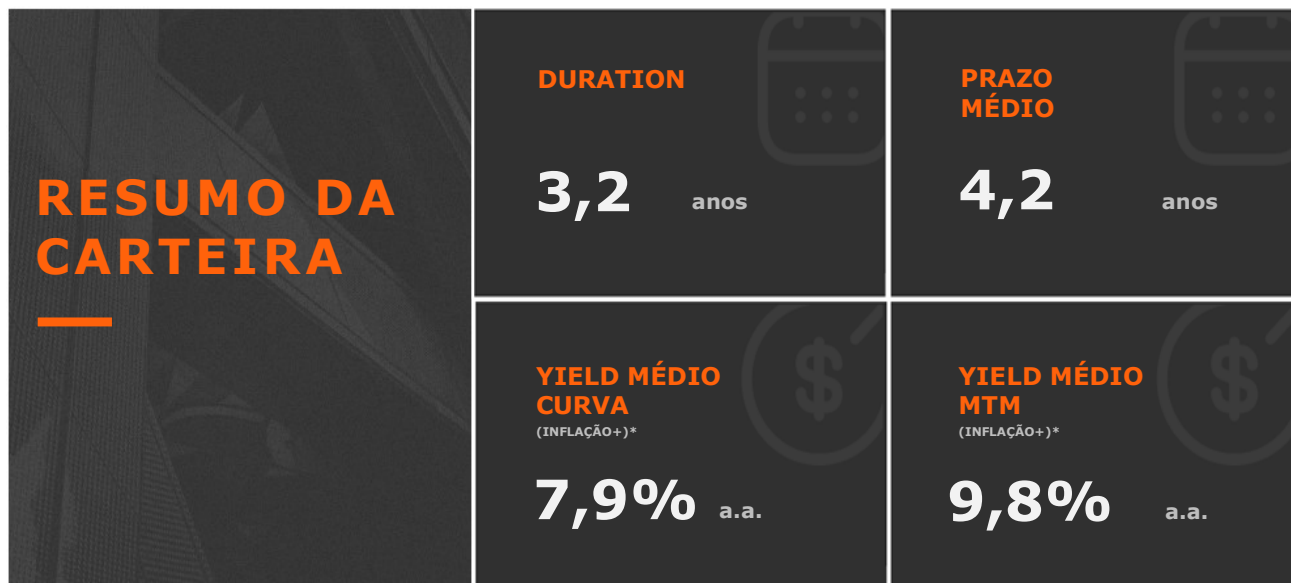 RESUMO DA
CARTEIRA
DURATION
3,2 anos
PRAZO
MÉDIO
4,2 anos
YIELD MÉDIO
CURVA
(INFLAÇÃO+)*
7,9% a.a.
YIELD MÉDIO
MTM
(INFLAÇÃO+)*
9,8% a.a.